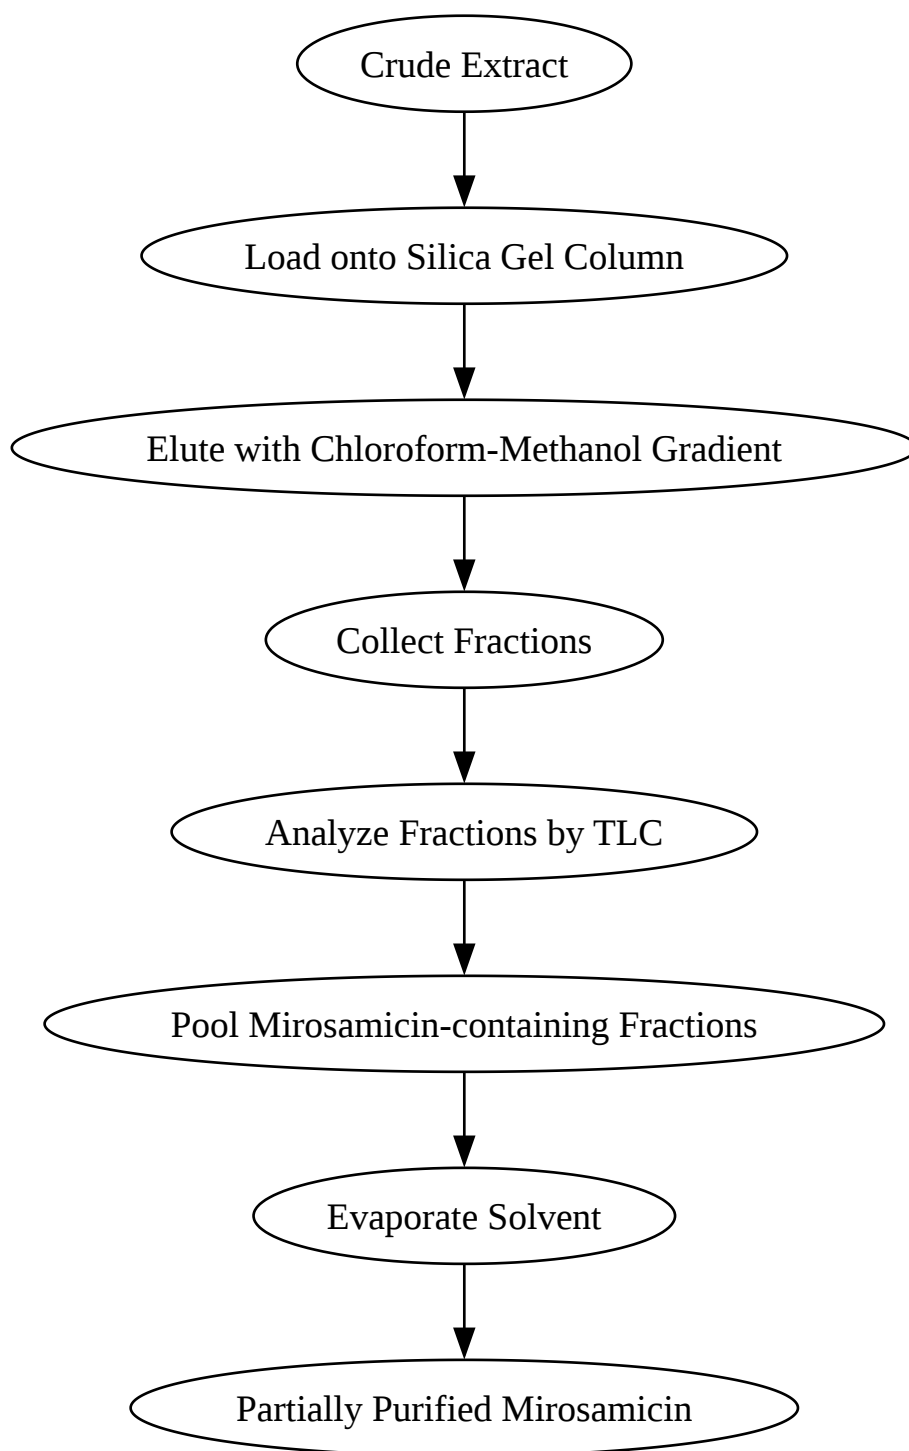 Crude Extract
Load onto Silica Gel Column
Elute with Chloroform-Methanol Gradient
Collect Fractions
Analyze Fractions by TLC
Pool Mirosamicin-containing Fractions
Evaporate Solvent
Partially Purified Mirosamicin